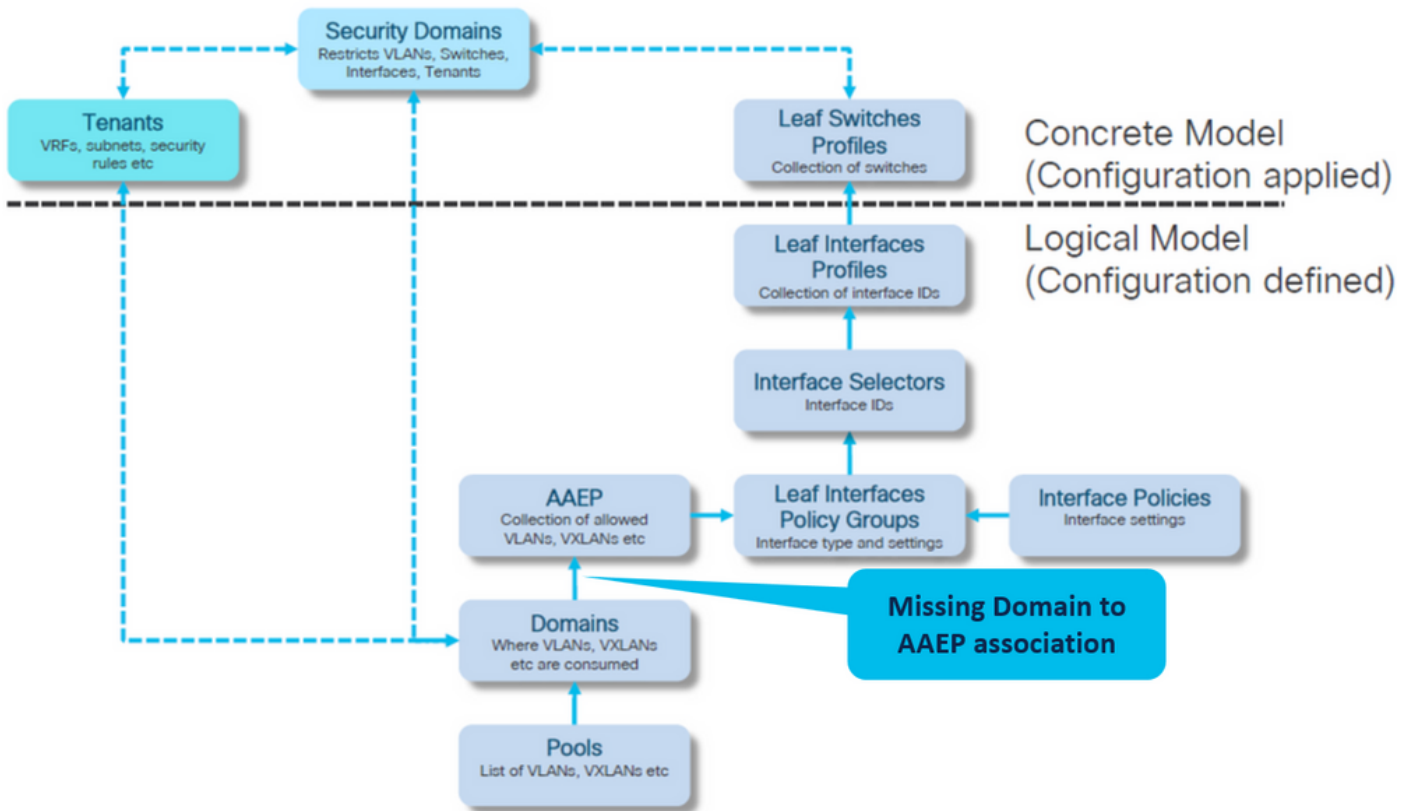 Security Domains
Restricts VLANs, Switches,
Interfaces, Tenants
Tenants
VRFs, subnets, security
rules etc
Leaf Switches
Profiles
Collection of switches
Concrete Model
(Configuration applied)
Leaf Interfaces
Profiles
Collection of interface IDs
Logical Model
(Configuration defined)
Interface Selectors
Interface IDs
AAEP
Collection of allowed
VLANs, VXLANs etc
Leaf Interfaces
Policy Groups
Interface type and settings
Interface Policies
Interface settings
Missing Domain to
AAEP association
Domains
Where VLANs, VXLANs
etc are consumed
Pools
List of VLANs, VXLANs etc